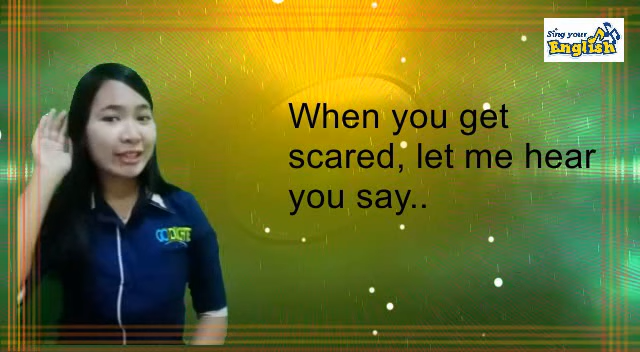 Sing your
English
When you get
scared, let me hear
you say..